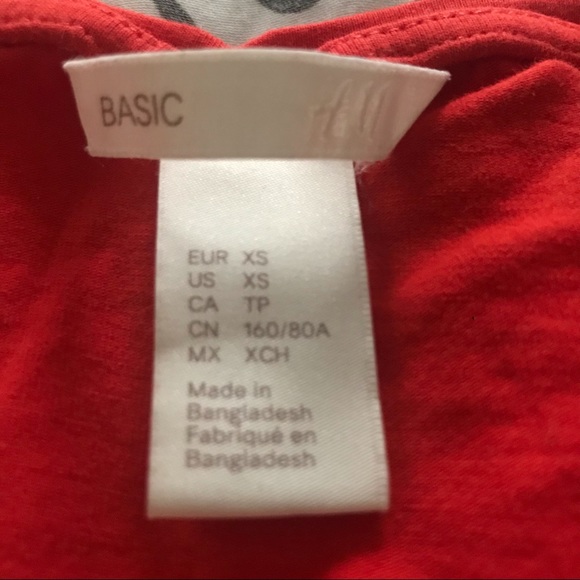 BASIC
EUR XS
US XS
CA TP
CN 160/80A
MX XCH
Made in
Bangladesh
Fabriqué en
Bangladesh